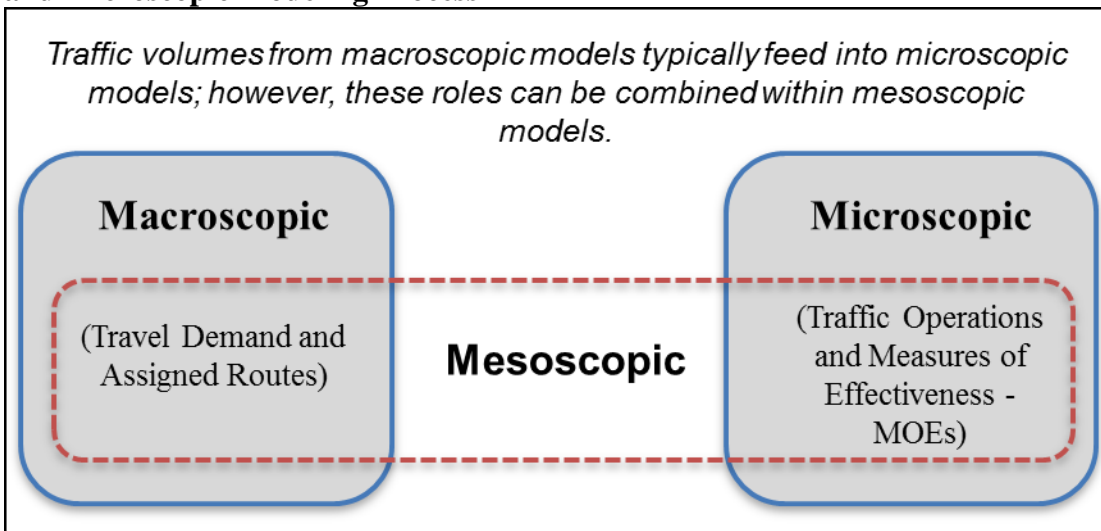 Traffic volumes from macroscopic models typically feed into microscopic
models; however, these roles can be combined within mesoscopic
models.
Macroscopic
(Travel Demand and
Assigned Routes)
Mesoscopic
Microscopic
(Traffic Operations
and Measures of
Effectiveness -
MOEs)